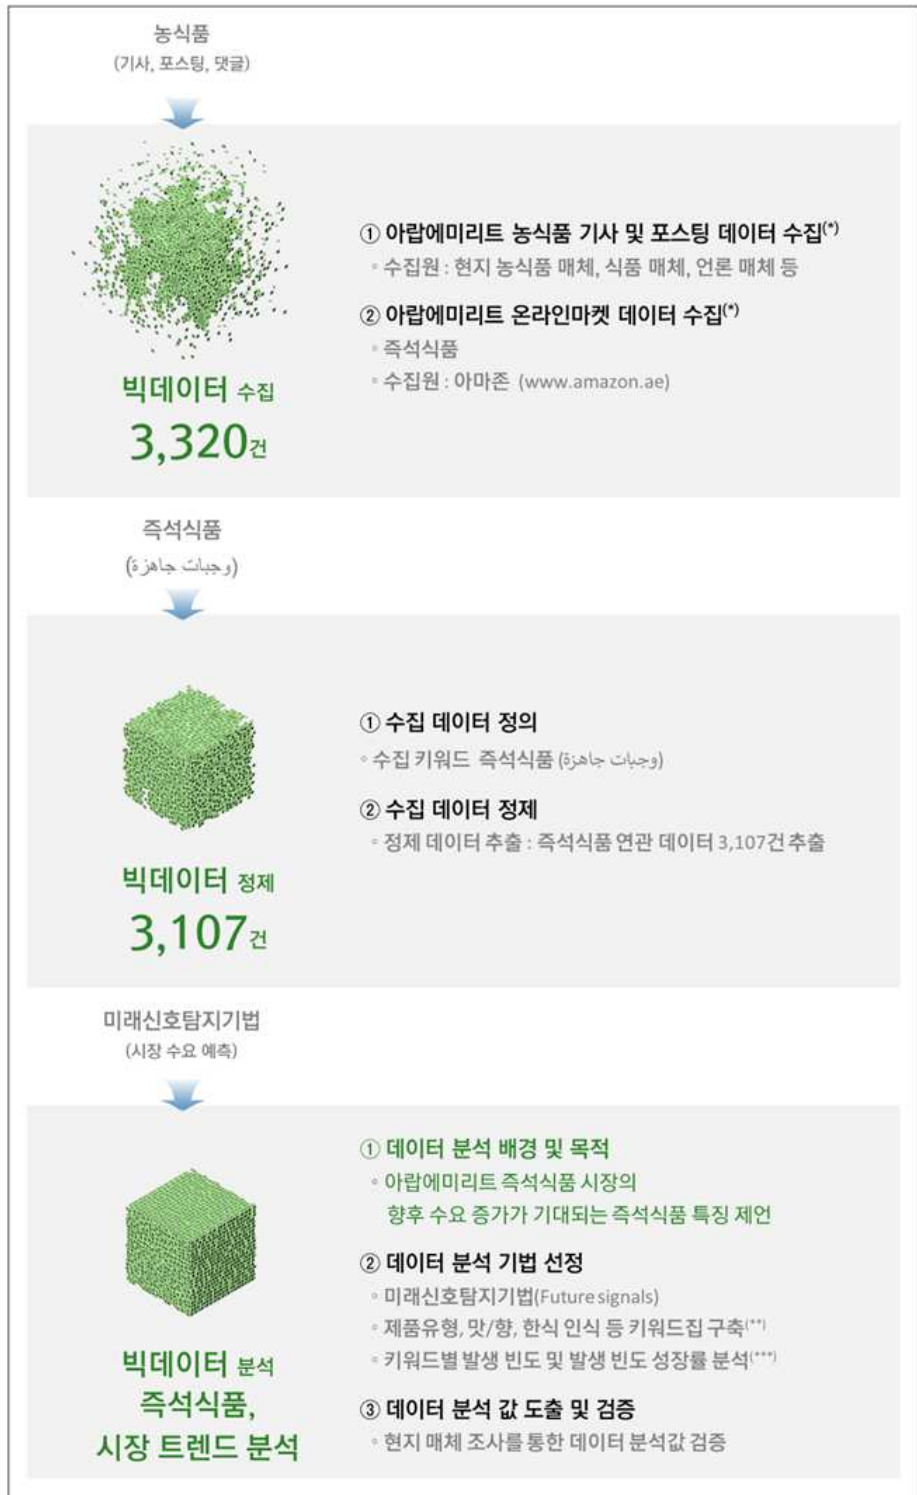 농식품
(기사, 포스팅, 댓글)
빅데이터 수집
3,320건
① 아랍에미리트 농식품 기사 및 포스팅 데이터 수집(*)
◦ 수집원 : 현지 농식품 매체, 식품 매체, 언론 매체 등
② 아랍에미리트 온라인마켓 데이터 수집(*)
◦ 즉석식품
◦ 수집원 : 아마존 (www.amazon.ae)
즉석식품
(وجبات جاهزة)
빅데이터 정제
3,107건
① 수집 데이터 정의
◦ 수집 키워드 즉석식품 (وجبات جاهزة)
② 수집 데이터 정제
◦ 정제 데이터 추출 : 즉석식품 연관 데이터 3,107건 추출
미래신호탐지기법
(시장 수요 예측)
빅데이터 분석
즉석식품,
시장 트렌드 분석
① 데이터 분석 배경 및 목적
◦ 아랍에미리트 즉석식품 시장의
향후 수요 증가가 기대되는 즉석식품 특징 제언
② 데이터 분석 기법 선정
◦ 미래신호탐지기법(Future signals)
◦ 제품유형, 맛/향, 한식 인식 등 키워드집 구축(**)
◦ 키워드별 발생 빈도 및 발생 빈도 성장률 분석(***)
③ 데이터 분석 값 도출 및 검증
◦ 현지 매체 조사를 통한 데이터 분석값 검증